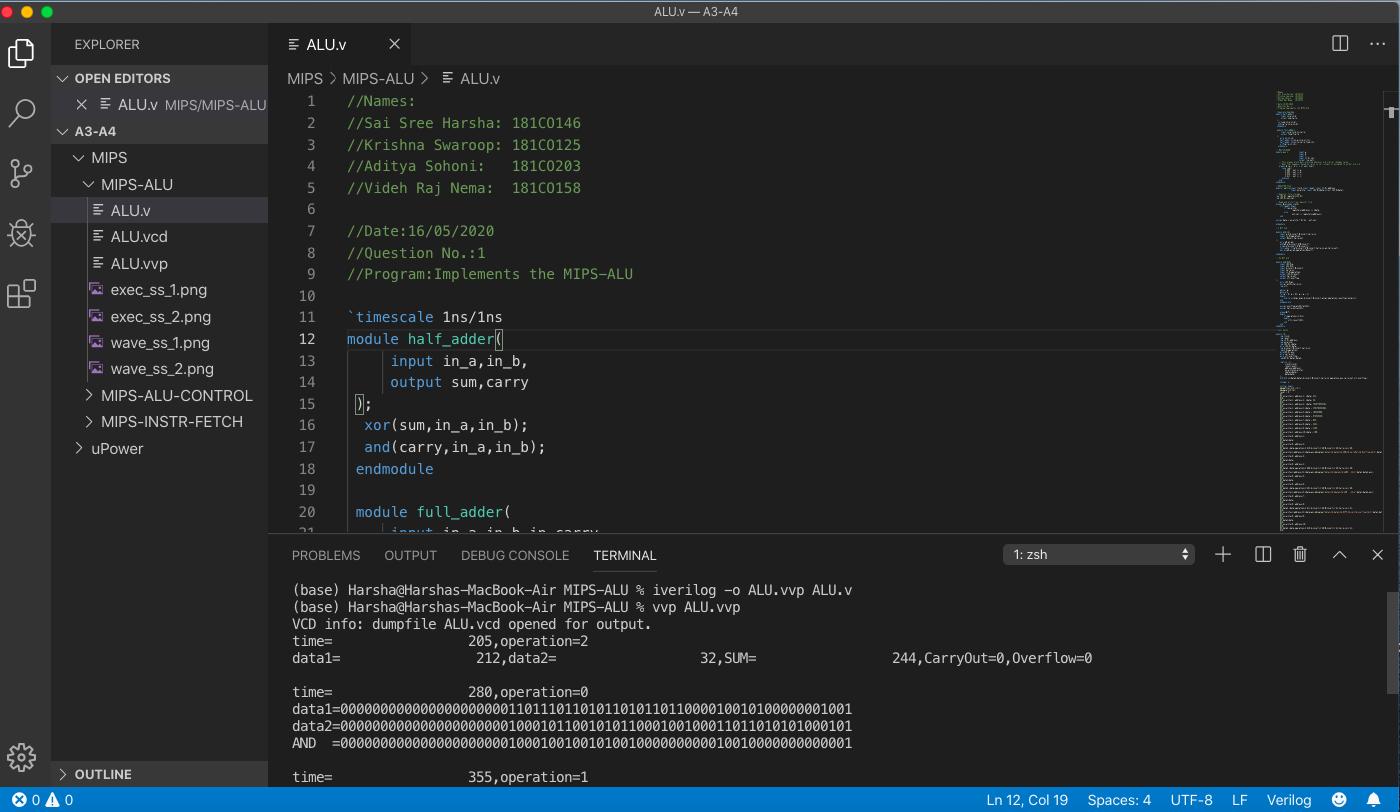 ALU.v — A3-A4
EXPLORER
OPEN EDITORS
ALU.v MIPS/MIPS-ALU
A3-A4
MIPS
MIPS-ALU
ALU.v
ALU.vcd
ALU.vvp
exec_ss_1.png
exec_ss_2.png
wave_ss_1.png
wave_ss_2.png
MIPS-ALU-CONTROL
MIPS-INSTR-FETCH
uPower
OUTLINE
ALU.v
MIPS > MIPS-ALU > ALU.v
1 //Names:
2 //Sai Sree Harsha: 181CO146
3 //Krishna Swaroop: 181CO125
4 //Aditya Sohoni: 181CO203
5 //Videh Raj Nema: 181CO158
6
7 //Date:16/05/2020
8 //Question No.:1
9 //Program:Implements the MIPS-ALU
10
11 `timescale 1ns/1ns
12 module half_adder(
13 input in_a,in_b,
14 output sum,carry
15 );
16 xor(sum,in_a,in_b);
17 and(carry,in_a,in_b);
18 endmodule
19
20 module full_adder(
21 input in_a,in_b,in_carry
PROBLEMS OUTPUT DEBUG CONSOLE TERMINAL 1: zsh
(base) Harsha@Harshas-MacBook-Air MIPS-ALU % iverilog -o ALU.vvp ALU.v
(base) Harsha@Harshas-MacBook-Air MIPS-ALU % vvp ALU.vvp
VCD info: dumpfile ALU.vcd opened for output.
time= 205,operation=2
data1= 212,data2= 32,SUM= 244,CarryOut=0,Overflow=0
time= 280,operation=0
data1=0000000000000000000001101110110101101011011000010010100000001001
data2=0000000000000000000000100010110010101100010010001101101010100101
AND =0000000000000000000000100010010010100100000000000100100000000001
time= 355,operation=1
0 0
Ln 12, Col 19 Spaces: 4 UTF-8 LF Verilog